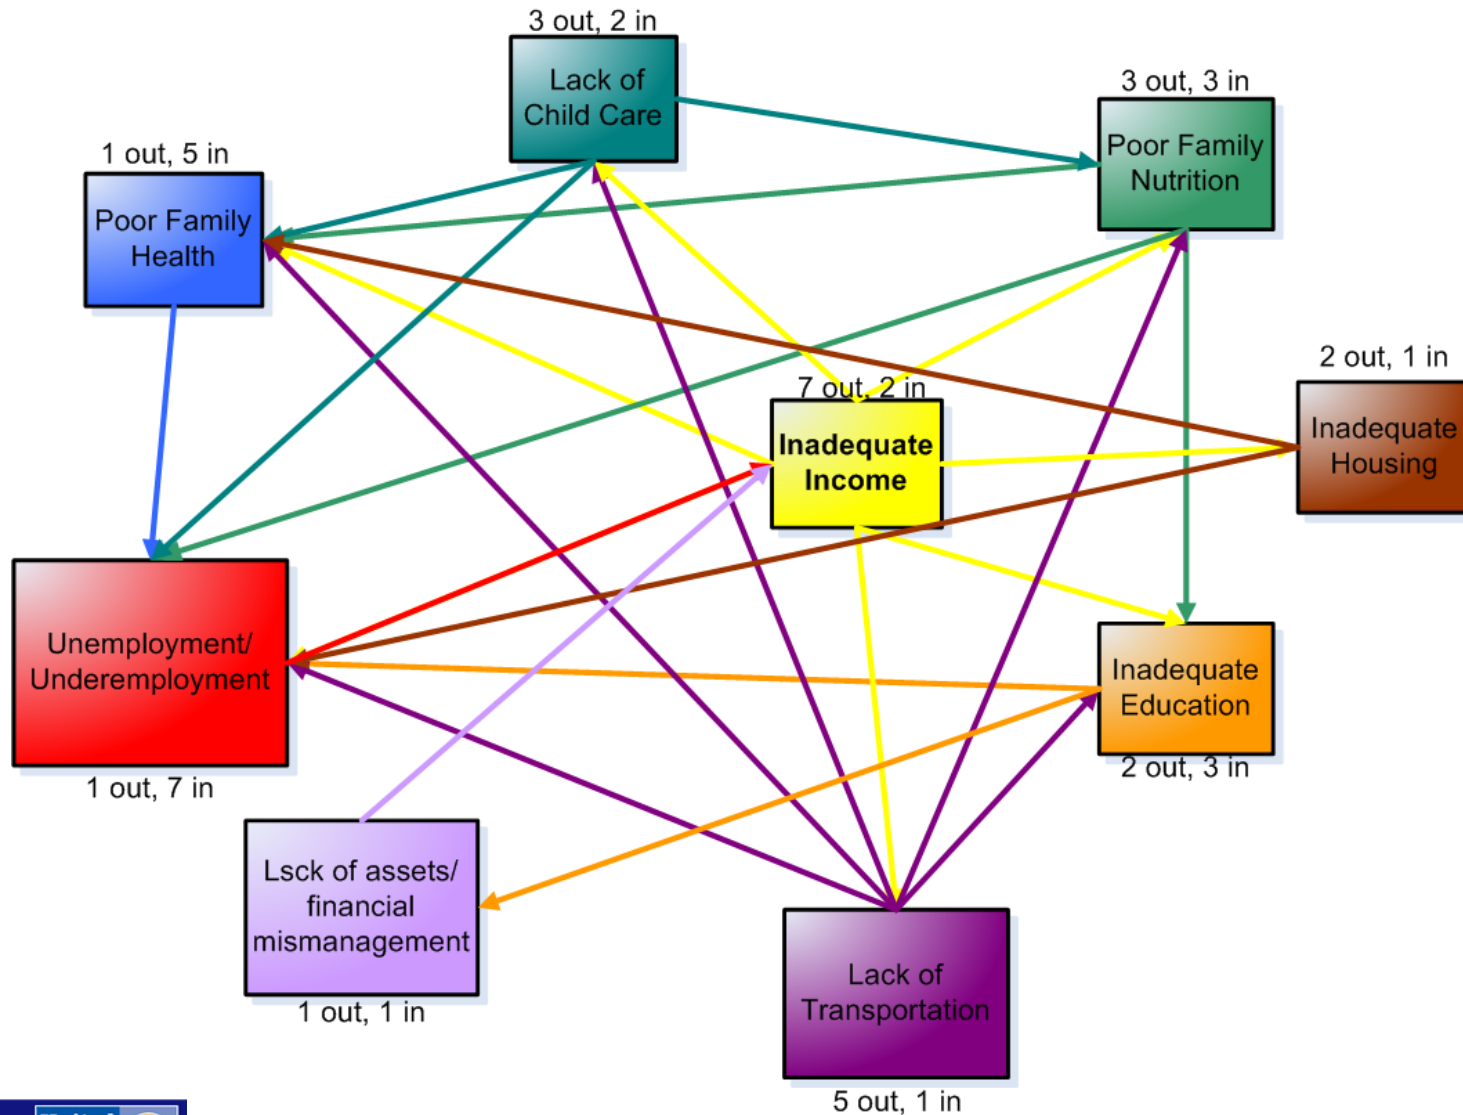 3 out, 2 in
Lack of
Child Care
3 out, 3 in
Poor Family
Nutrition
1 out, 5 in
Poor Family
Health
2 out, 1 in
Inadequate
Housing
7 out, 2 in
Inadequate
Income
Unemployment/
Underemployment
1 out, 7 in
Inadequate
Education
2 out, 3 in
Lsck of assets/
financial
mismanagement
1 out, 1 in
Lack of
Transportation
5 out, 1 in